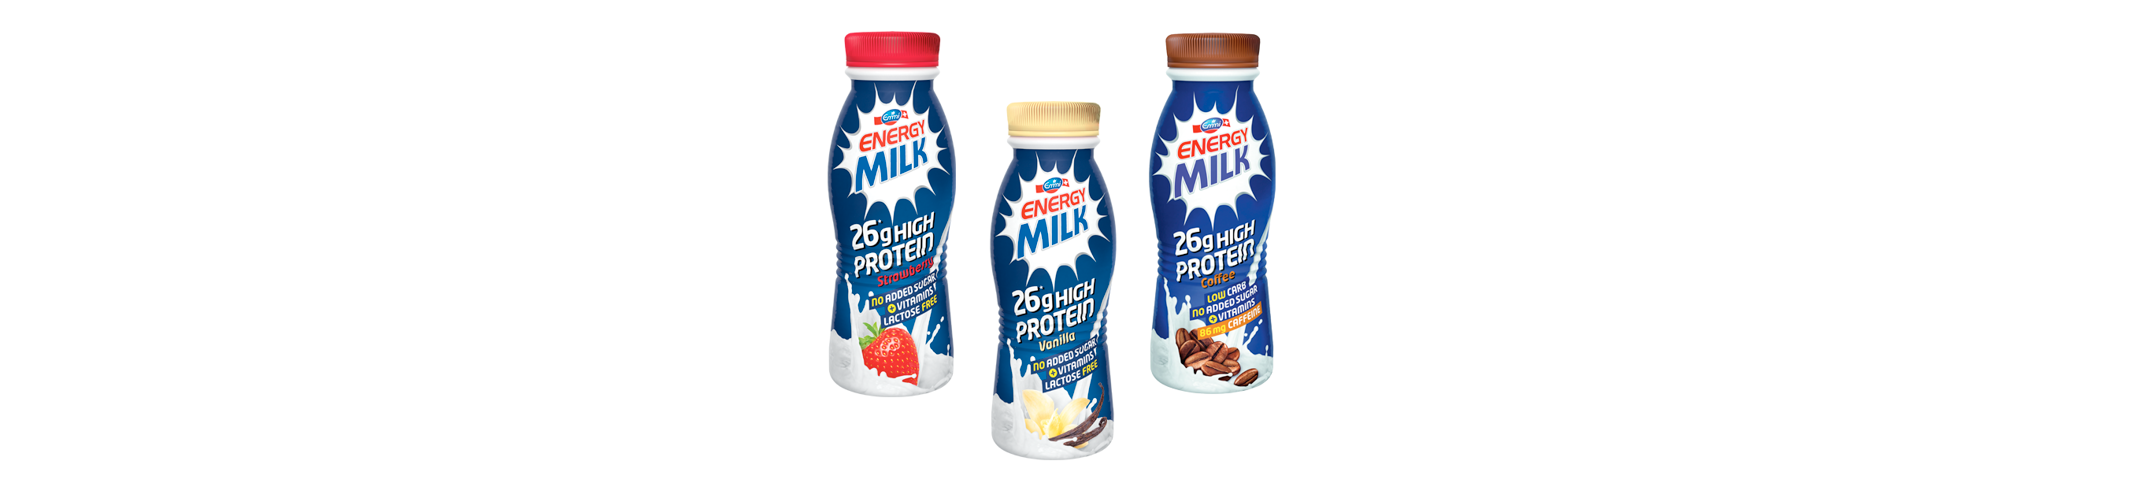 Emmi
ENERGY
MILK
26g* HIGH
PROTEIN
Strawberry
NO ADDED SUGAR
+ VITAMINS
LACTOSE FREE
Emmi
ENERGY
MILK
26g* HIGH
PROTEIN
Vanilla
NO ADDED SUGAR
+ VITAMINS
LACTOSE FREE
Emmi
ENERGY
MILK
26g HIGH
PROTEIN
Coffee
LOW CARB
NO ADDED SUGAR
+ VITAMINS
86 mg CAFFEINE